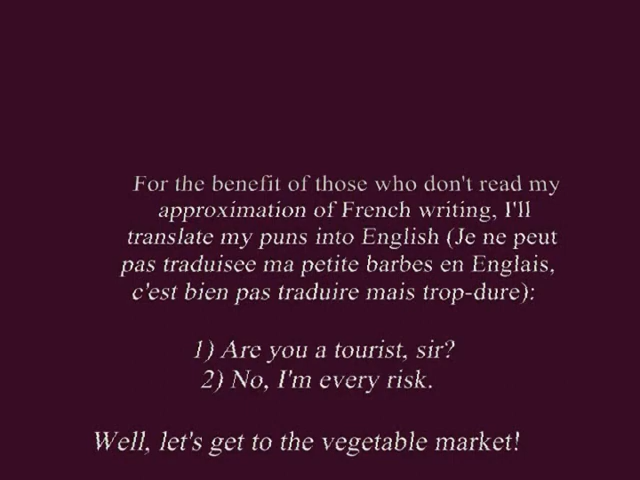 For the benefit of those who don't read my
approximation of French writing, I'll
translate my puns into English (Je ne peut
pas traduisee ma petite barbes en Englais,
c'est bien pas traduire mais trop-dure):
1) Are you a tourist, sir?
2) No, I'm every risk.
Well, let's get to the vegetable market!